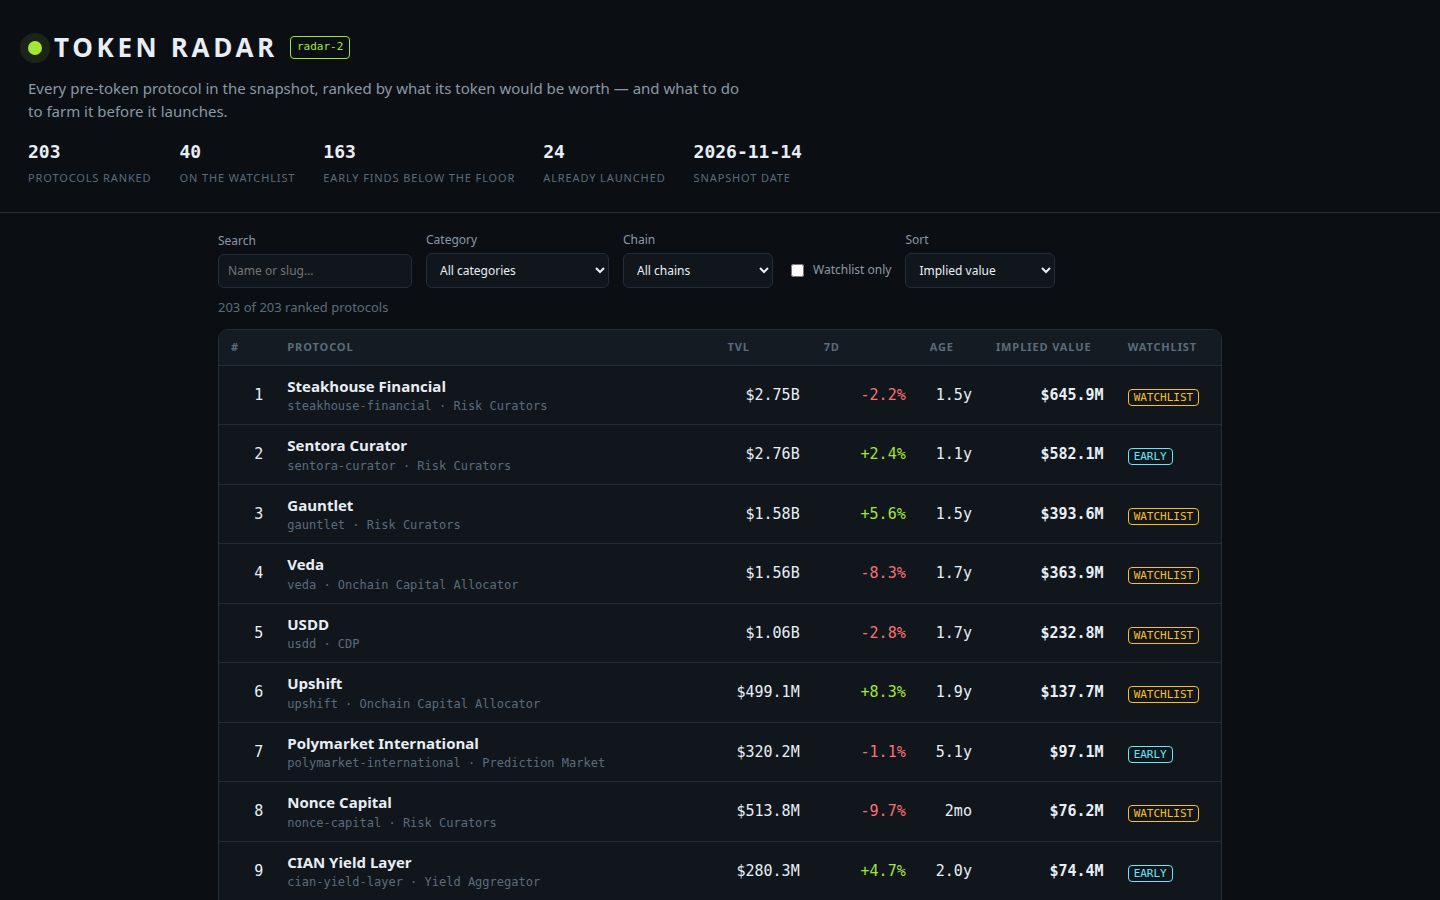 TOKEN RADAR radar-2
Every pre-token protocol in the snapshot, ranked by what its token would be worth — and what to do
to farm it before it launches.
203 40 163 24 2026-11-14
PROTOCOLS RANKED ON THE WATCHLIST EARLY FINDS BELOW THE FLOOR ALREADY LAUNCHED SNAPSHOT DATE
Search Category Chain Sort
Name or slug... All categories All chains Watchlist only Implied value
203 of 203 ranked protocols
# PROTOCOL TVL 7D AGE IMPLIED VALUE WATCHLIST
1 Steakhouse Financial $2.75B -2.2% 1.5y $645.9M WATCHLIST
steakhouse-financial · Risk Curators
2 Sentora Curator $2.76B +2.4% 1.1y $582.1M EARLY
sentora-curator · Risk Curators
3 Gauntlet $1.58B +5.6% 1.5y $393.6M WATCHLIST
gauntlet · Risk Curators
4 Veda $1.56B -8.3% 1.7y $363.9M WATCHLIST
veda · Onchain Capital Allocator
5 USDD $1.06B -2.8% 1.7y $232.8M WATCHLIST
usdd · CDP
6 Upshift $499.1M +8.3% 1.9y $137.7M WATCHLIST
upshift · Onchain Capital Allocator
7 Polymarket International $320.2M -1.1% 5.1y $97.1M EARLY
polymarket-international · Prediction Market
8 Nonce Capital $513.8M -9.7% 2mo $76.2M WATCHLIST
nonce-capital · Risk Curators
9 CIAN Yield Layer $280.3M +4.7% 2.0y $74.4M EARLY
cian-yield-layer · Yield Aggregator